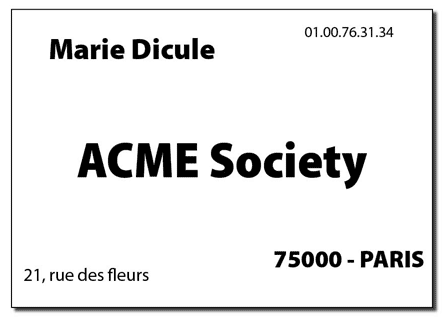 Marie Dicule
01.00.76.31.34
ACME Society
75000 - PARIS
21, rue des fleurs